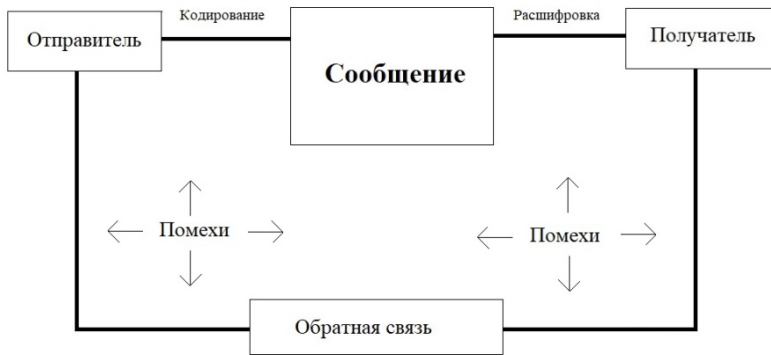 Кодирование
Расшифровка
Отправитель
Сообщение
Получатель
Помехи
Помехи
Обратная связь